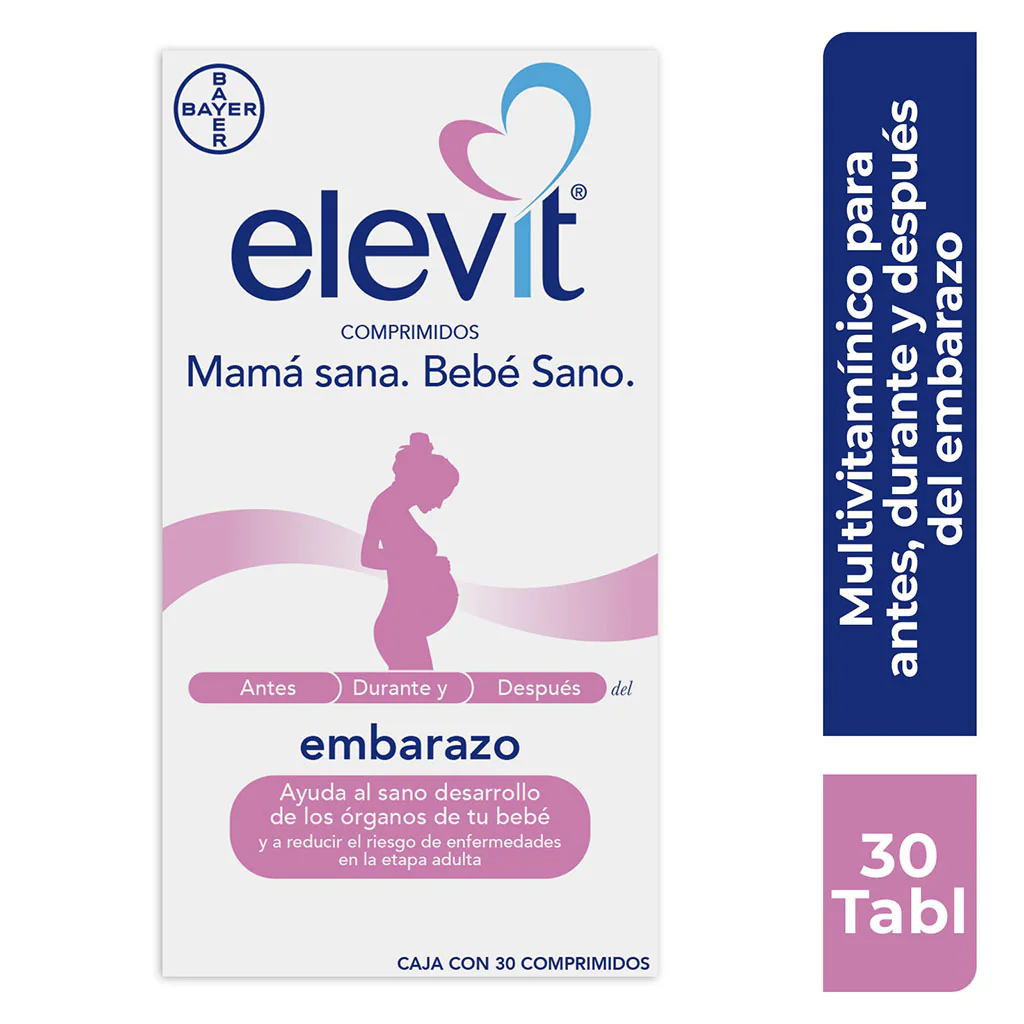 BAYER
BAYER
elevit®
COMPRIMIDOS
Mamá sana. Bebé Sano.
Antes Durante y Después del
embarazo
Ayuda al sano desarrollo
de los órganos de tu bebé
y a reducir el riesgo de enfermedades
en la etapa adulta
CAJA CON 30 COMPRIMIDOS
Multivitamínico para
antes, durante y después
del embarazo
30
Tabl